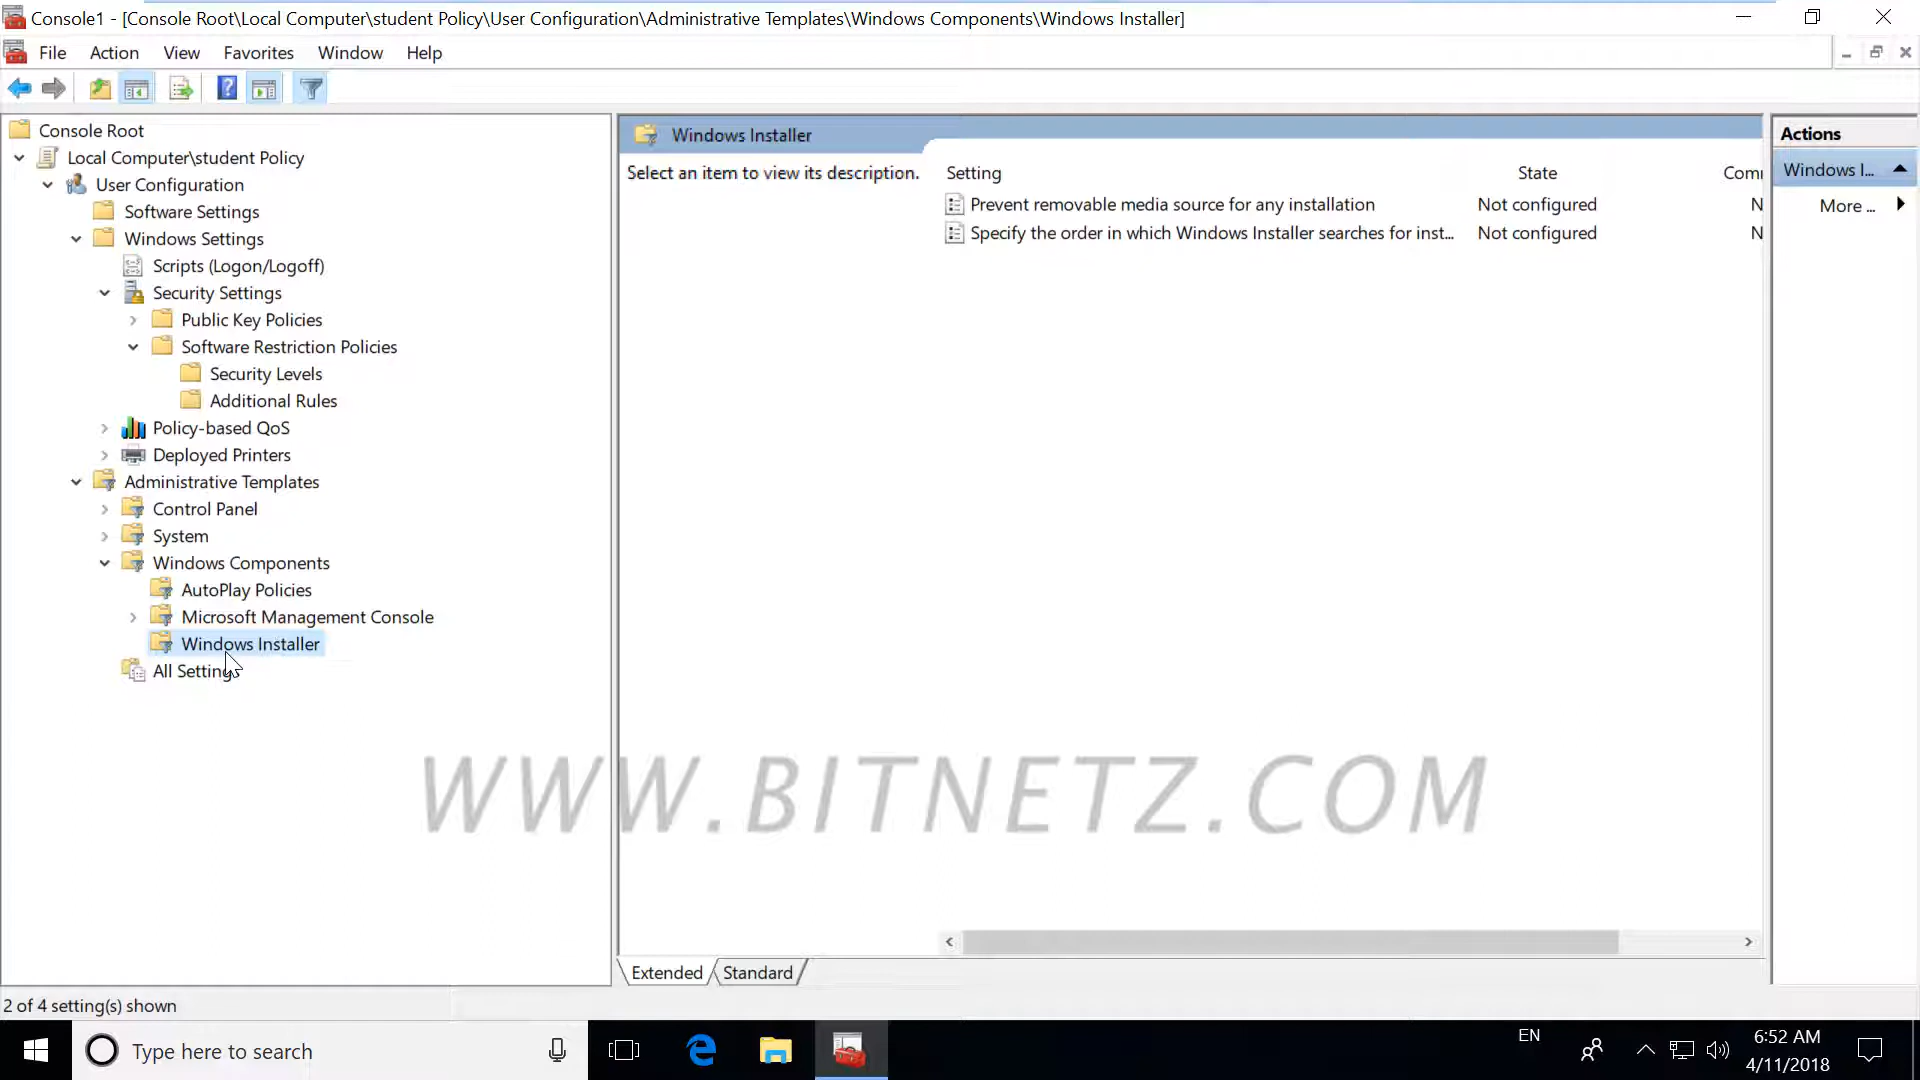 Console1 - [Console Root\Local Computer\student Policy\User Configuration\Administrative Templates\Windows Components\Windows Installer]
File Action View Favorites Window Help
Console Root
Local Computer\student Policy
User Configuration
Software Settings
Windows Settings
Scripts (Logon/Logoff)
Security Settings
Public Key Policies
Software Restriction Policies
Security Levels
Additional Rules
Policy-based QoS
Deployed Printers
Administrative Templates
Control Panel
System
Windows Components
AutoPlay Policies
Microsoft Management Console
Windows Installer
All Settings
Windows Installer
Select an item to view its description.
Setting State Comm
Prevent removable media source for any installation Not configured N
Specify the order in which Windows Installer searches for inst... Not configured N
Extended Standard
Actions
Windows I...
More ...
WWW.BITNETZ.COM
2 of 4 setting(s) shown
Type here to search
EN
6:52 AM
4/11/2018